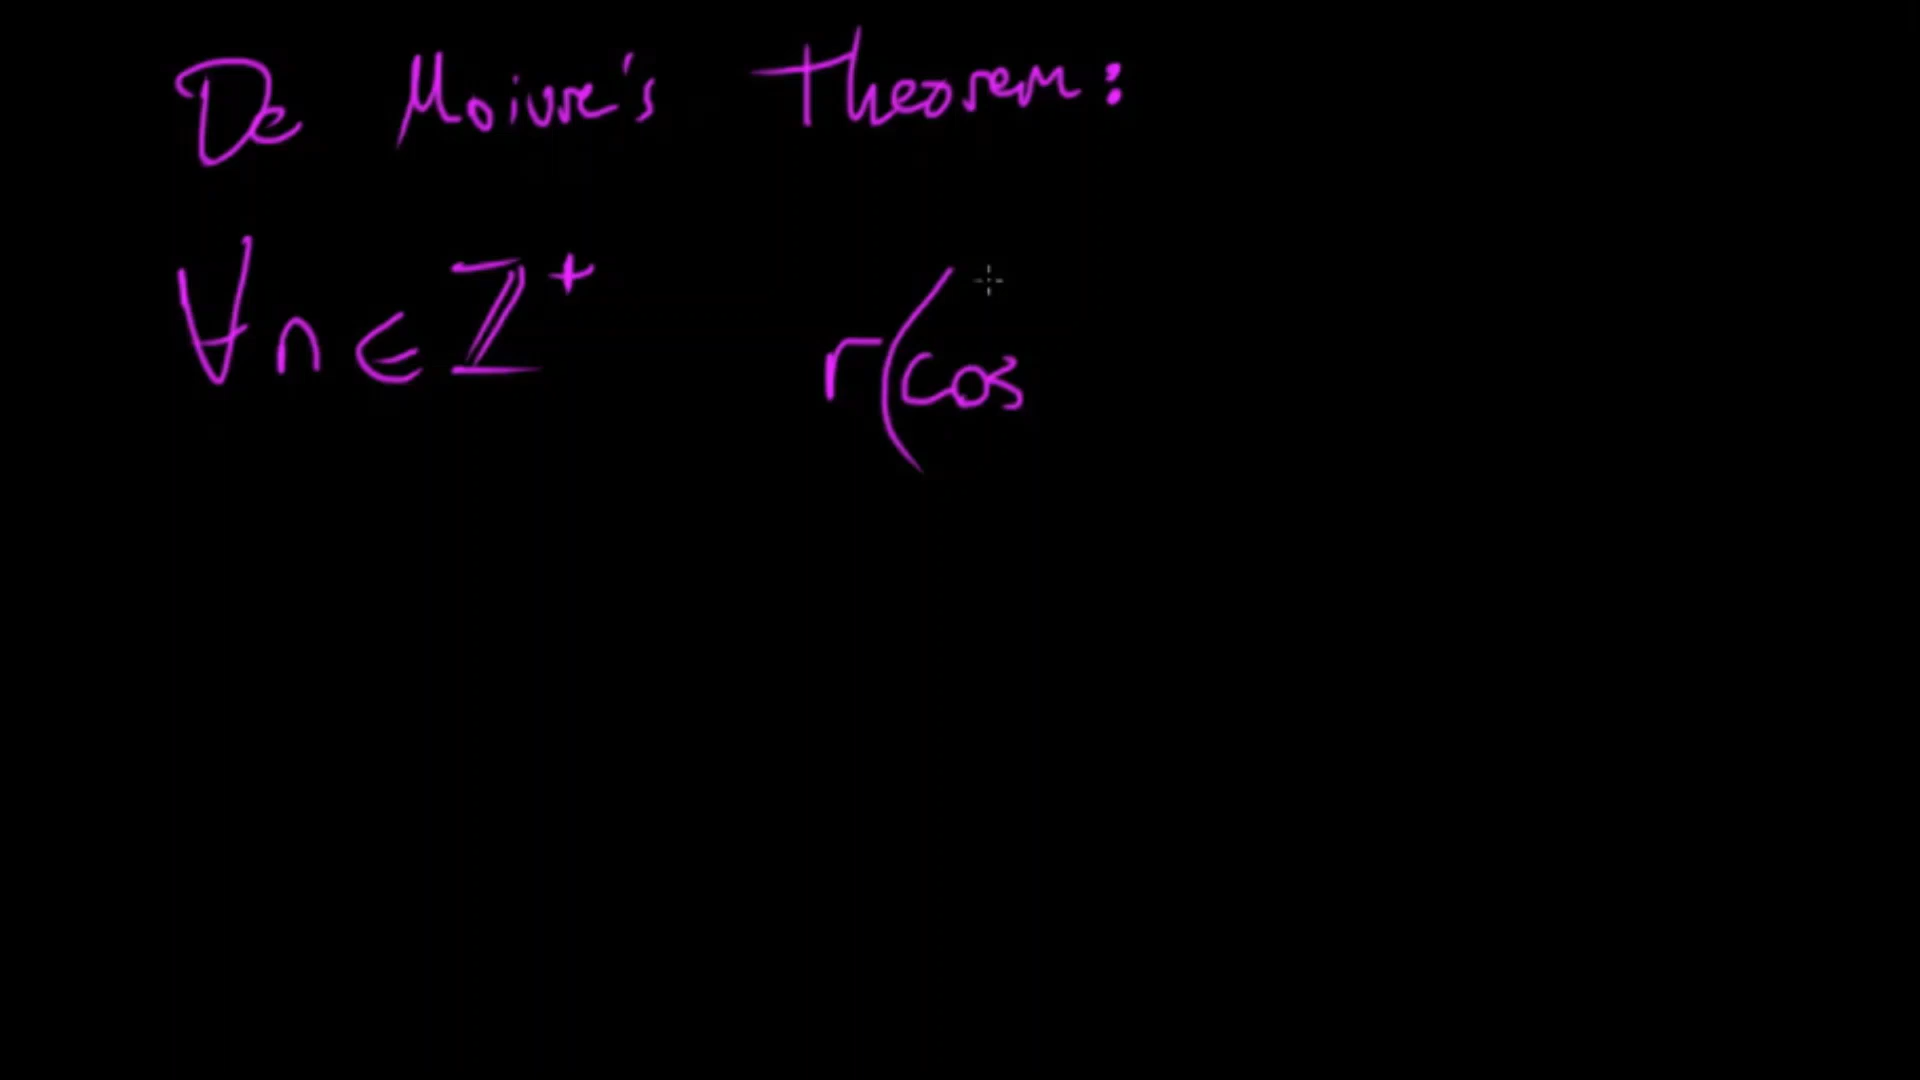 De Moivre's Theorem:
∀n∈ℤ⁺ r(cos